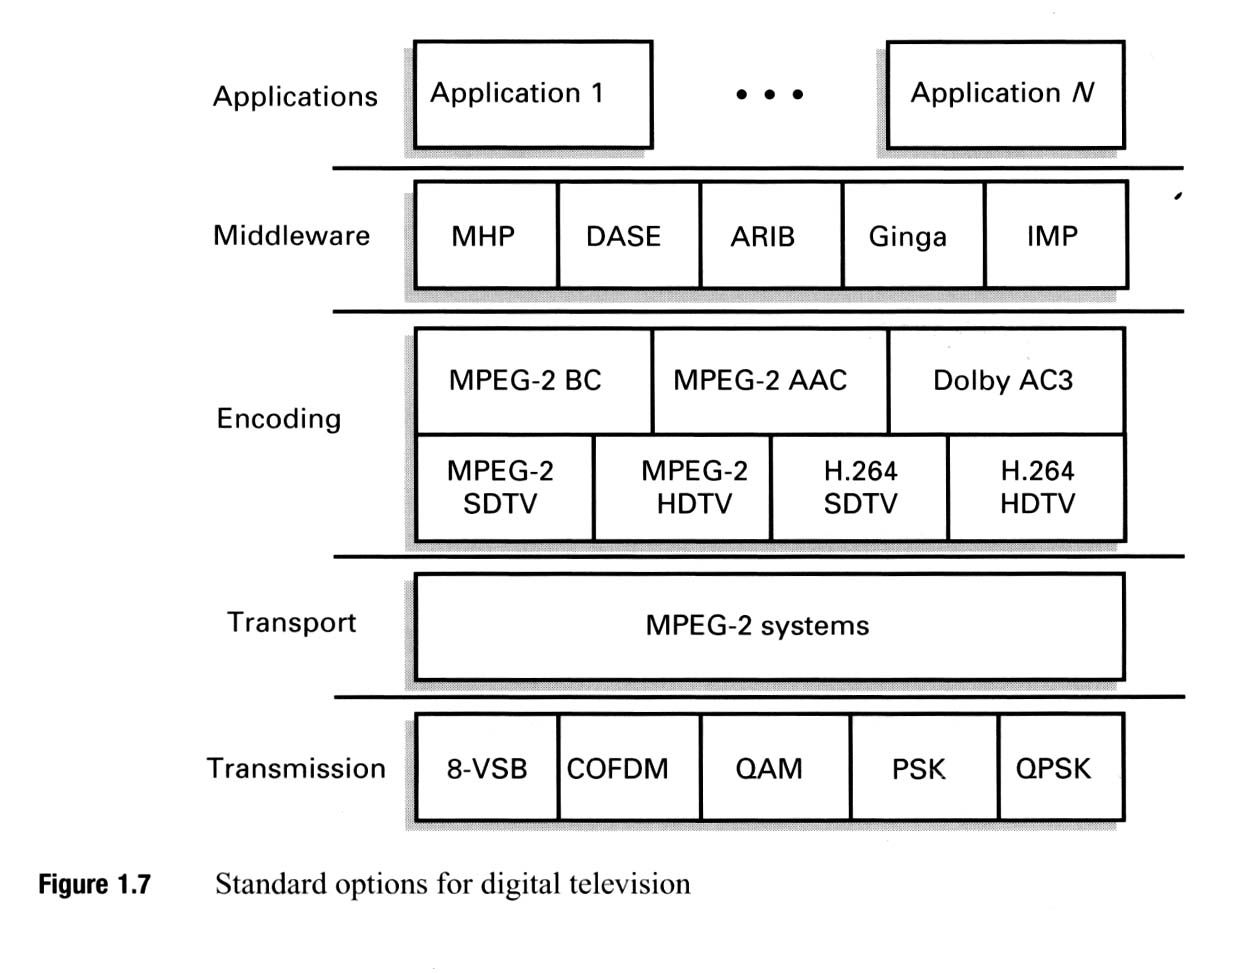 Applications
Application 1
• • •
Application N
Middleware
MHP
DASE
ARIB
Ginga
IMP
Encoding
MPEG-2 BC
MPEG-2 AAC
Dolby AC3
MPEG-2
SDTV
MPEG-2
HDTV
H.264
SDTV
H.264
HDTV
Transport
MPEG-2 systems
Transmission
8-VSB
COFDM
QAM
PSK
QPSK
Figure 1.7 Standard options for digital television